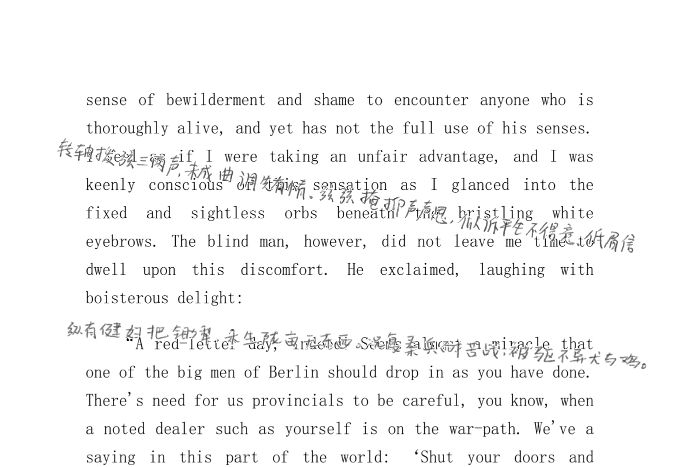 sense of bewilderment and shame to encounter anyone who is
thoroughly alive, and yet has not the full use of his senses.
转轴拨弦三两声,未成曲调先有情。弦弦掩抑声声思,似诉平生不得意。低眉信
if I were taking an unfair advantage, and I was
keenly conscious sensation as I glanced into the
fixed and sightless orbs beneath bristling white
eyebrows. The blind man, however, did not leave me time to
dwell upon this discomfort. He exclaimed, laughing with
boisterous delight:
纵有健妇把锄犁,禾生陇亩无东西。况复秦兵耐苦战,被驱不异犬与鸡。
“A red-letter day, indeed! Seems almost a miracle that
one of the big men of Berlin should drop in as you have done.
There's need for us provincials to be careful, you know, when
a noted dealer such as yourself is on the war-path. We've a
saying in this part of the world: ‘Shut your doors and